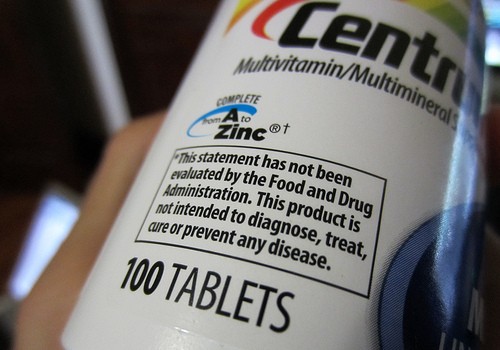 Centr
Multivitamin/Multimineral
COMPLETE
from A to
Zinc®†
*This statement has not been
evaluated by the Food and Drug
Administration. This product is
not intended to diagnose, treat,
cure or prevent any disease.
100 TABLETS